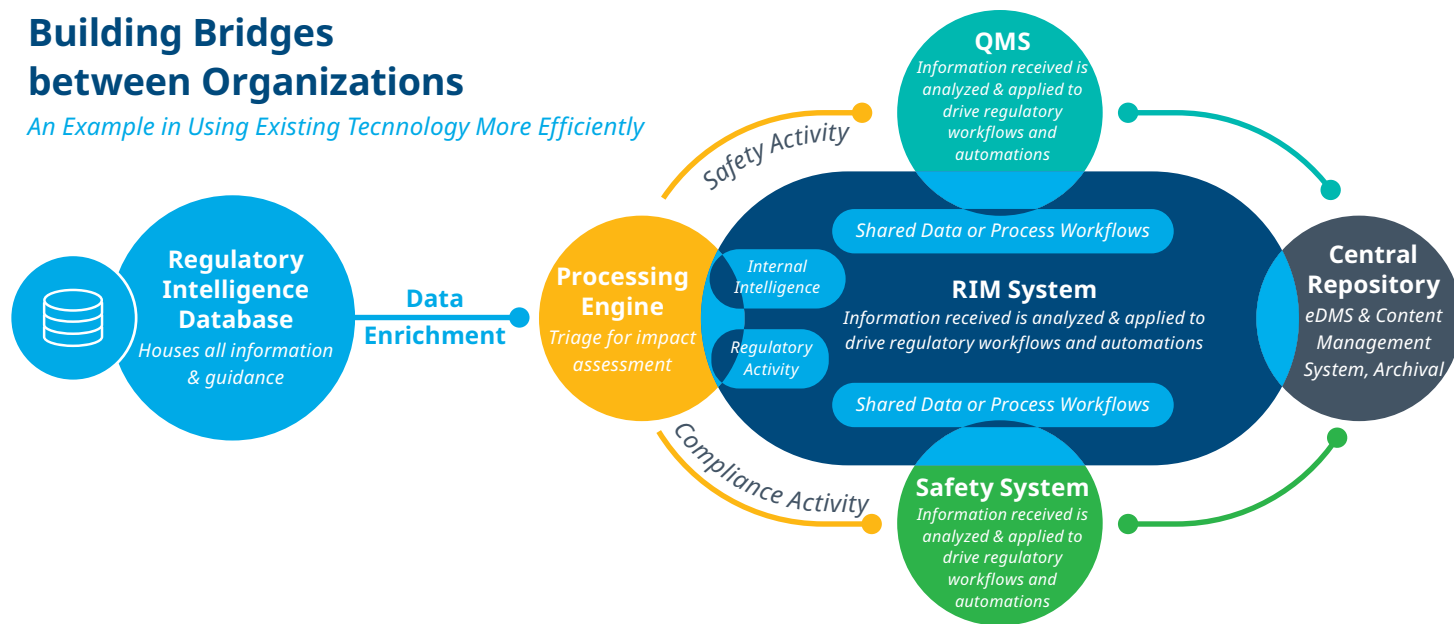 Building Bridges
between Organizations
An Example in Using Existing Tecnnology More Efficiently
Regulatory
Intelligence
Database
Houses all information
& guidance
Data
Enrichment
Processing
Engine
Triage for impact
assessment
Safety Activity
Compliance Activity
QMS
Information received is
analyzed & applied to
drive regulatory
workflows and
automations
Shared Data or Process Workflows
Internal
Intelligence
Regulatory
Activity
RIM System
Information received is analyzed & applied to
drive regulatory workflows and automations
Shared Data or Process Workflows
Safety System
Information received is
analyzed & applied to
drive regulatory
workflows and
automations
Central
Repository
eDMS & Content
Management
System, Archival